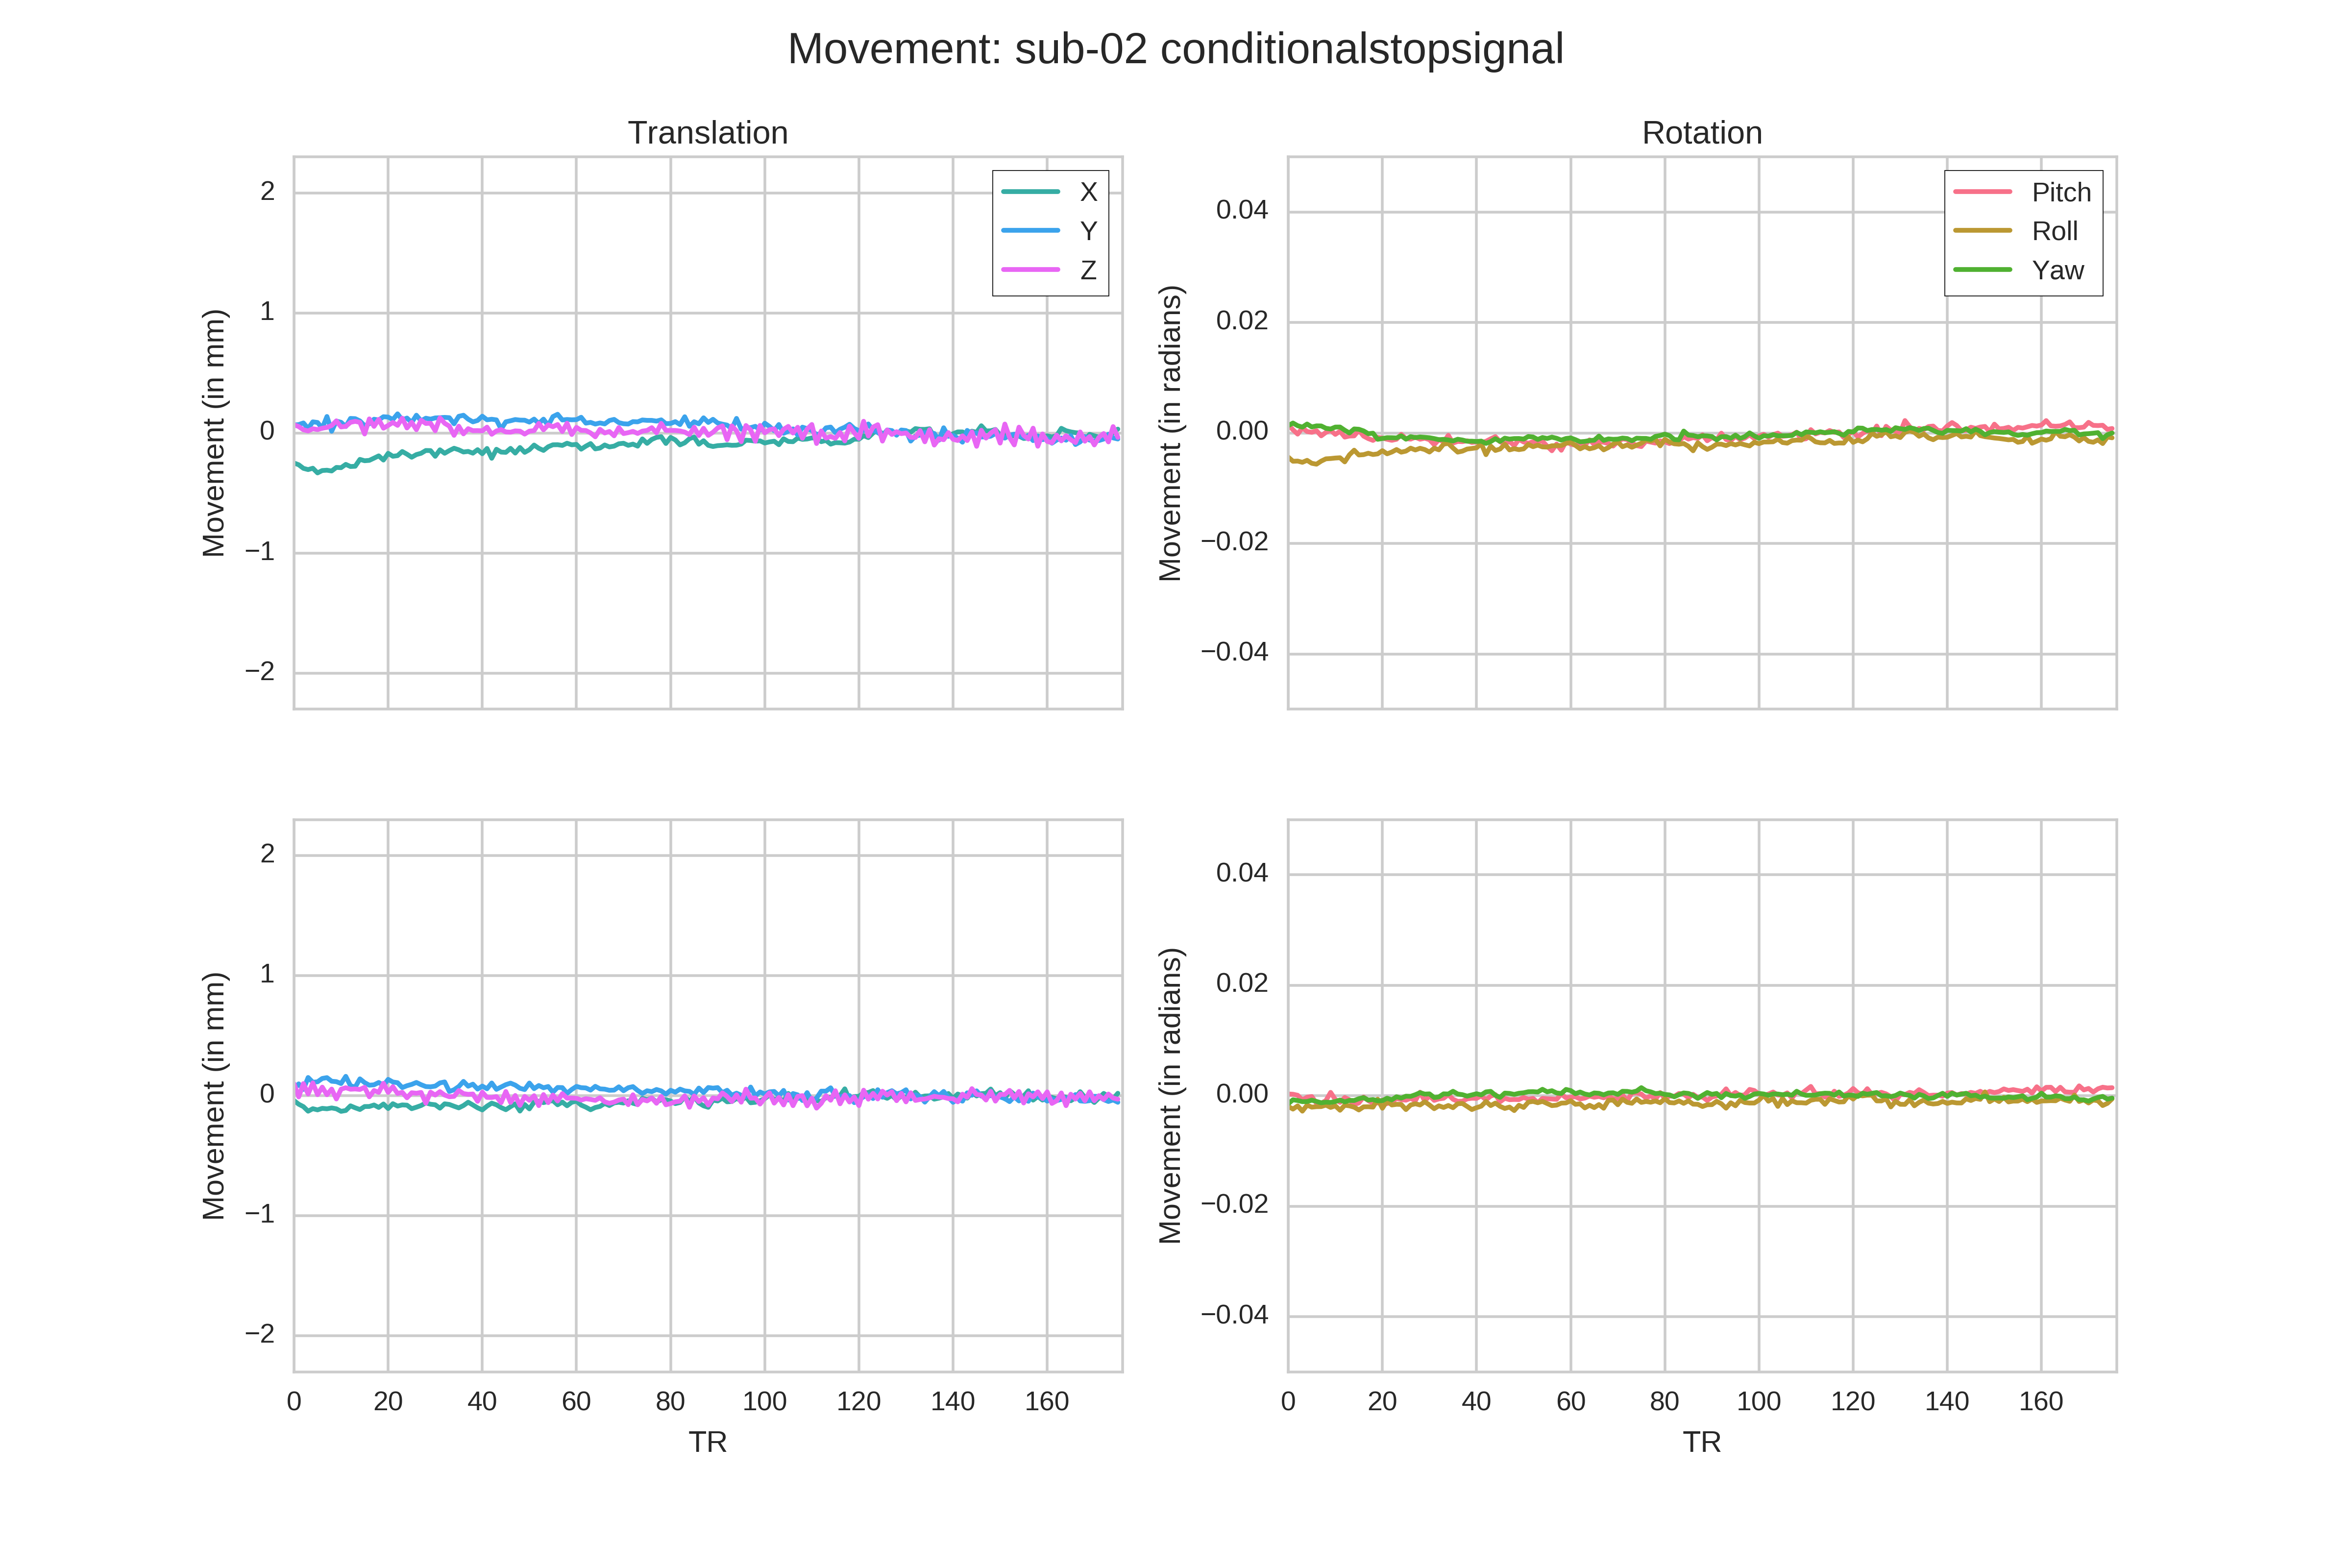 Movement: sub-02 conditionalstopsignal
Translation
Rotation
Movement (in mm)
2
1
0
−1
−2
X
Y
Z
Movement (in radians)
0.04
0.02
0.00
−0.02
−0.04
Pitch
Roll
Yaw
Movement (in mm)
2
1
0
−1
−2
0 20 40 60 80 100 120 140 160
TR
Movement (in radians)
0.04
0.02
0.00
−0.02
−0.04
0 20 40 60 80 100 120 140 160
TR